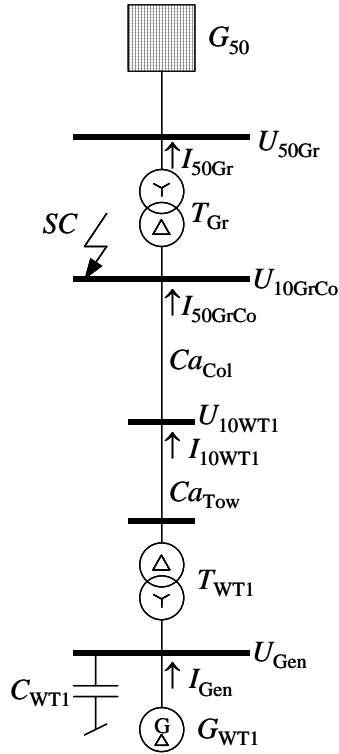 G50
U50Gr
I50Gr
TGr
SC
U10GrCo
I50GrCo
CaCol
U10WT1
I10WT1
CaTow
TWT1
UGen
CWT1
IGen
G
GWT1